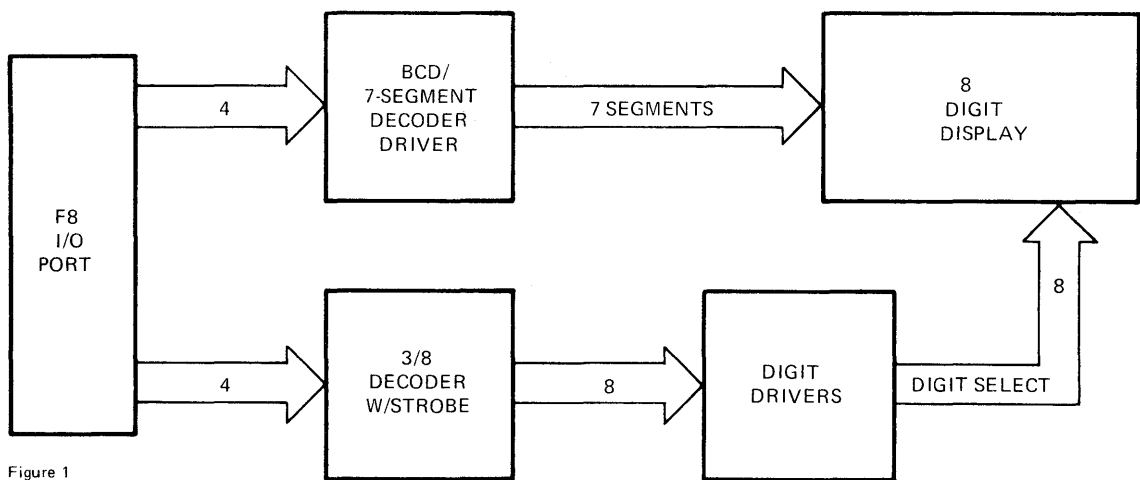 F8
I/O
PORT
4
BCD/
7-SEGMENT
DECODER
DRIVER
7 SEGMENTS
8
DIGIT
DISPLAY
4
3/8
DECODER
W/STROBE
8
DIGIT
DRIVERS
DIGIT SELECT
8
Figure 1